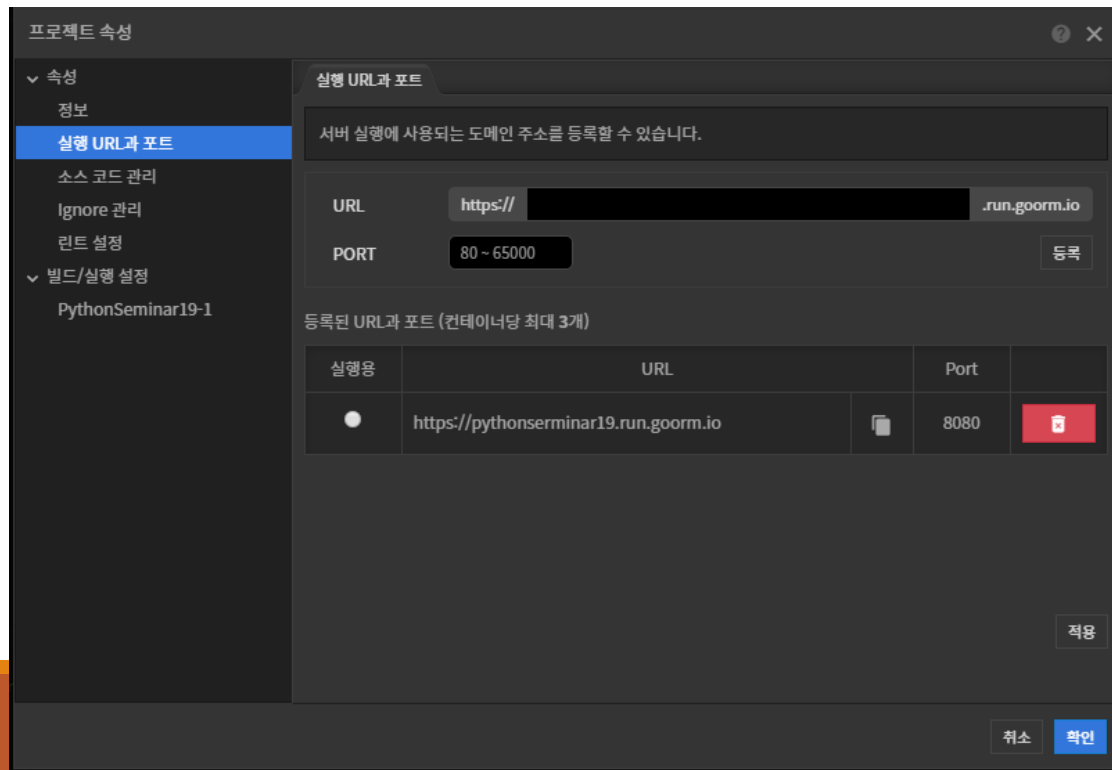 프로젝트 속성
속성
정보
실행 URL과 포트
소스 코드 관리
Ignore 관리
린트 설정
빌드/실행 설정
PythonSeminar19-1
실행 URL과 포트
서버 실행에 사용되는 도메인 주소를 등록할 수 있습니다.
URL https:// .run.goorm.io
PORT 80 ~ 65000 등록
등록된 URL과 포트 (컨테이너당 최대 3개)
실행용 URL Port
https://pythonserminar19.run.goorm.io 8080
적용
취소 확인